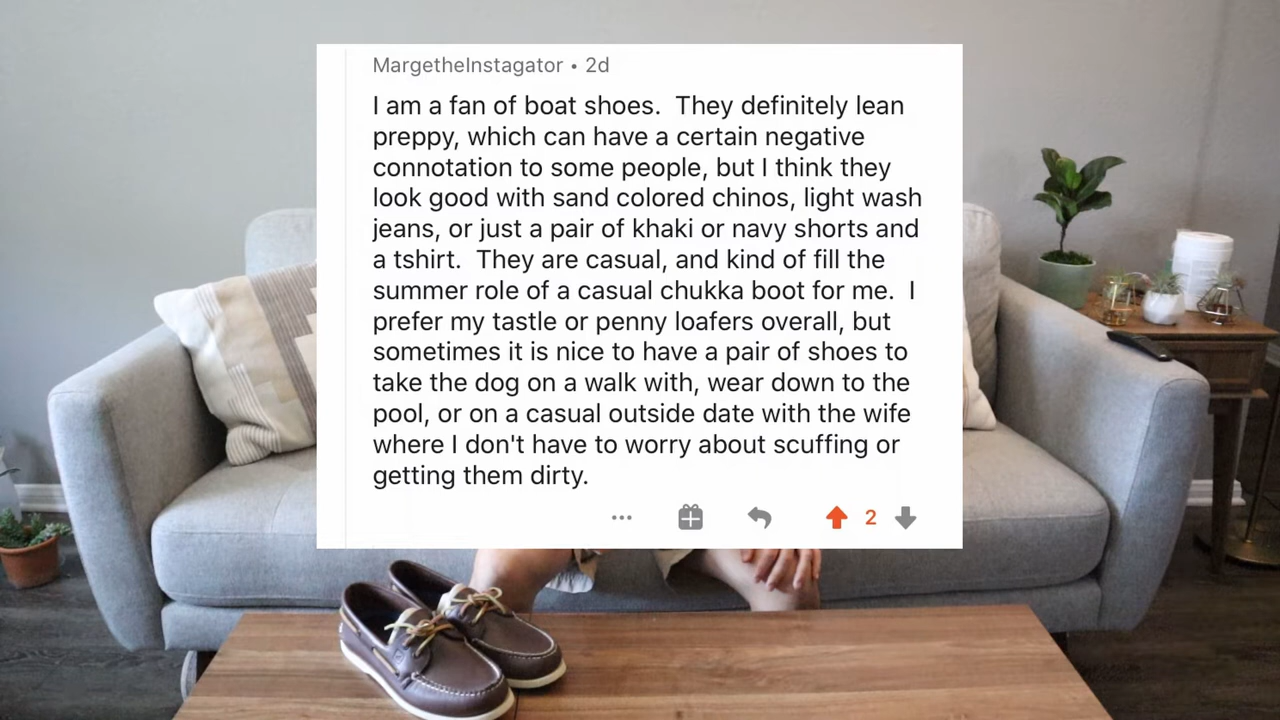 MargetheInstagator • 2d
I am a fan of boat shoes.  They definitely lean
preppy, which can have a certain negative
connotation to some people, but I think they
look good with sand colored chinos, light wash
jeans, or just a pair of khaki or navy shorts and
a tshirt.  They are casual, and kind of fill the
summer role of a casual chukka boot for me.  I
prefer my tastle or penny loafers overall, but
sometimes it is nice to have a pair of shoes to
take the dog on a walk with, wear down to the
pool, or on a casual outside date with the wife
where I don't have to worry about scuffing or
getting them dirty.
2